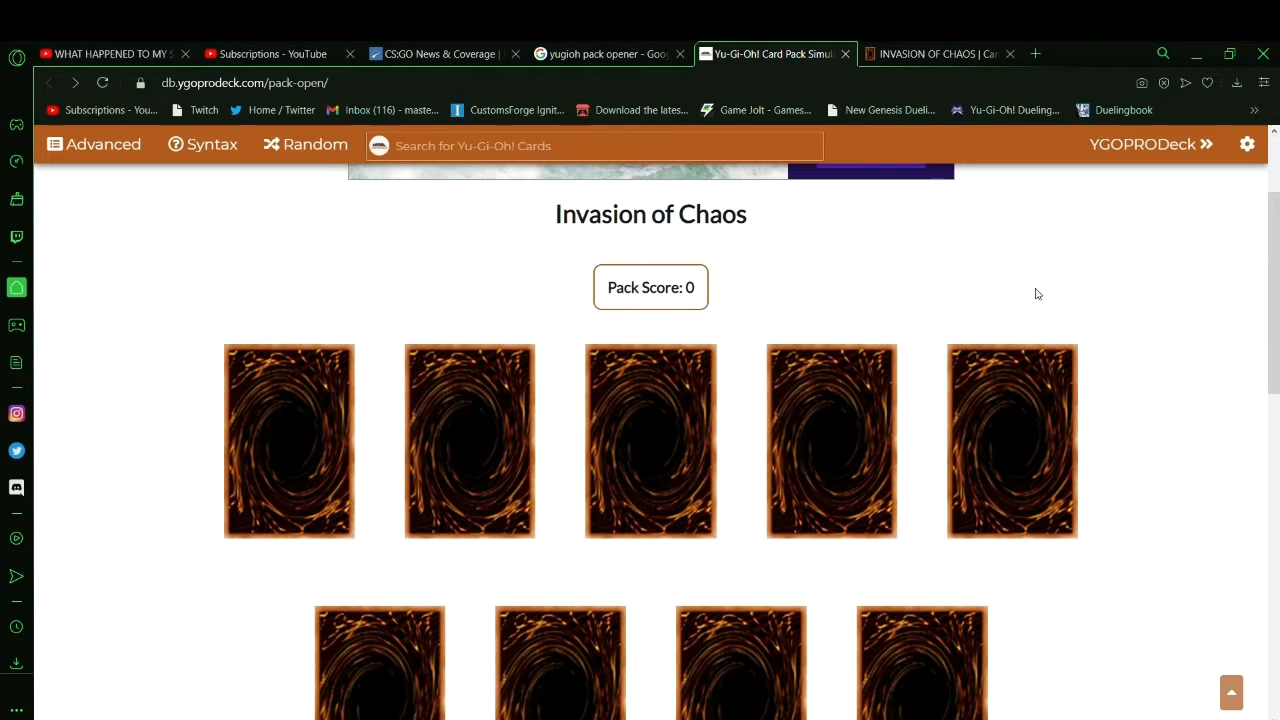 WHAT HAPPENED TO MY S
Subscriptions - YouTube
CS:GO News & Coverage |
yugioh pack opener - Goo
Yu-Gi-Oh! Card Pack Simul
INVASION OF CHAOS | Car
db.ygoprodeck.com/pack-open/
Subscriptions - You...
Twitch
Home / Twitter
Inbox (116) - maste...
CustomsForge Ignit...
Download the lates...
Game Jolt - Games...
New Genesis Dueli...
Yu-Gi-Oh! Dueling...
Duelingbook
Advanced
Syntax
Random
Search for Yu-Gi-Oh! Cards
YGOPRODeck
Invasion of Chaos
Pack Score: 0